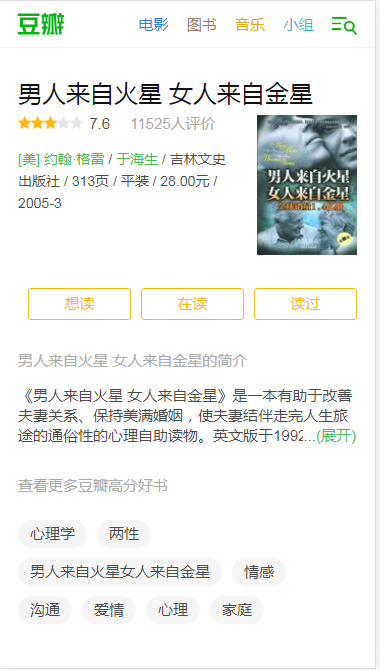 豆瓣
电影 图书 音乐 小组
男人来自火星 女人来自金星
7.6 11525人评价
[美] 约翰·格雷 / 于海生 / 吉林文史
出版社 / 313页 / 平装 / 28.00元 /
2005-3
男人来自火星
女人来自金星
想读 在读 读过
男人来自火星 女人来自金星的简介
《男人来自火星 女人来自金星》是一本有助于改善
夫妻关系、保持美满婚姻，使夫妻结伴走完人生旅
途的通俗性的心理自助读物。英文版于1992...(展开)
查看更多豆瓣高分好书
心理学 两性
男人来自火星女人来自金星 情感
沟通 爱情 心理 家庭